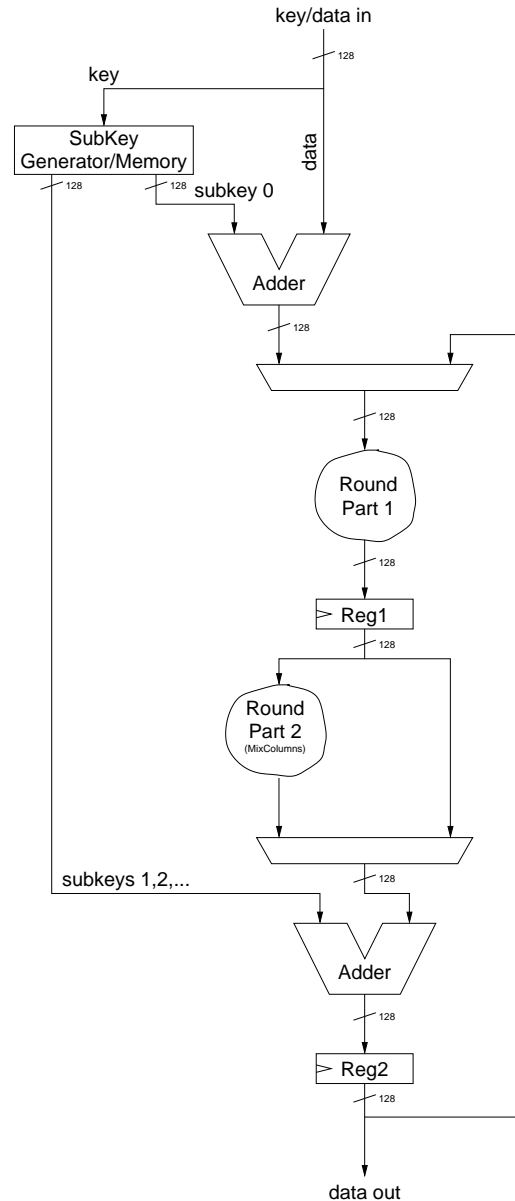 key/data in
128
key
SubKey
Generator/Memory
data
128
128
subkey 0
Adder
128
128
Round
Part 1
128
Reg1
128
Round
Part 2
(MixColumns)
128
subkeys 1,2,...
Adder
128
Reg2
128
data out